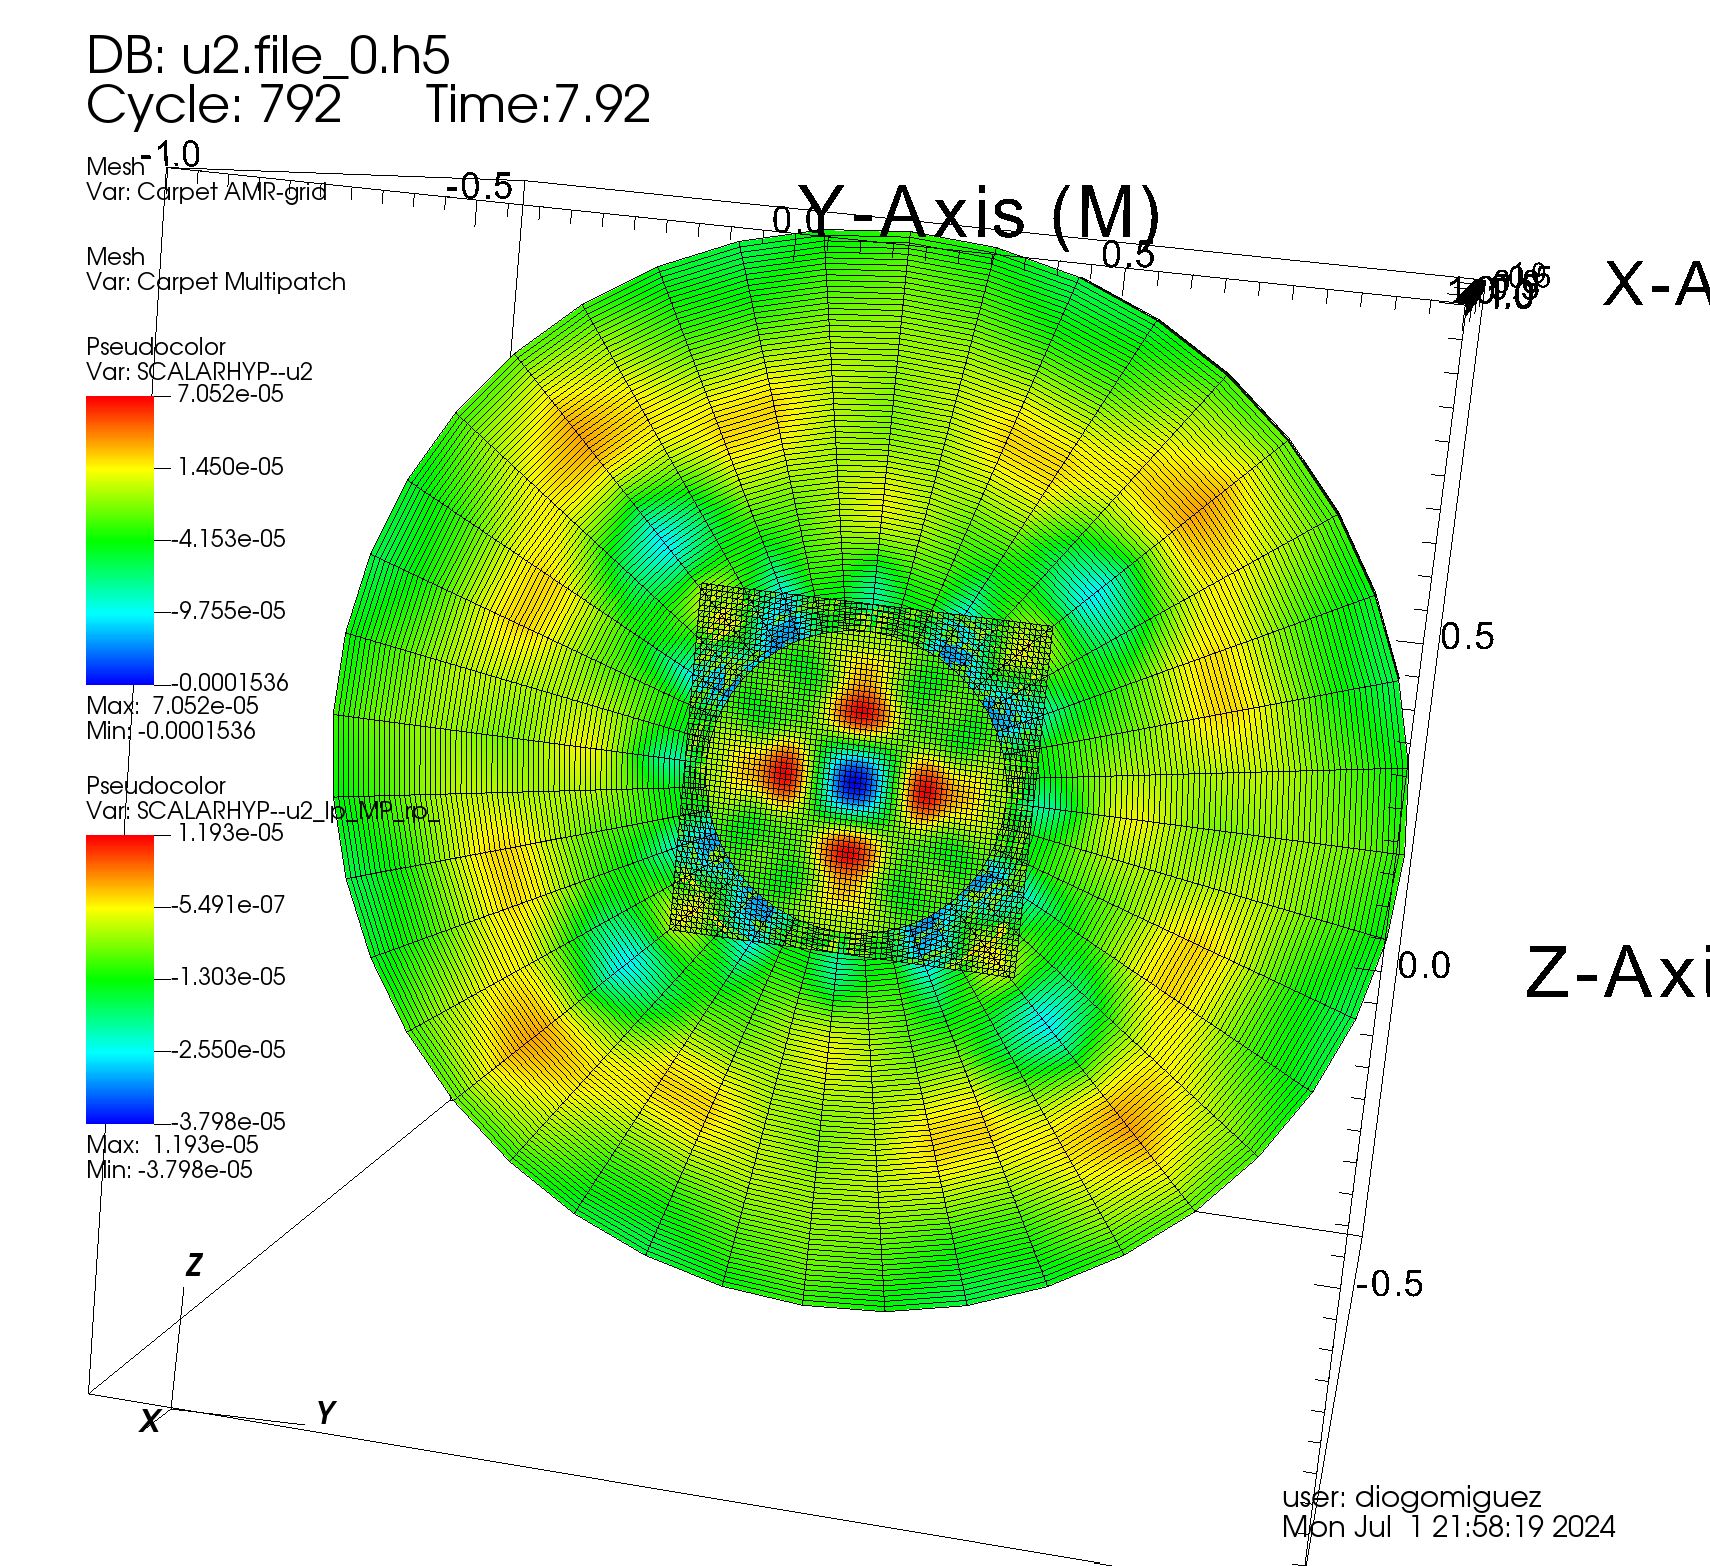 DB: u2.file_0.h5
Cycle: 792 Time:7.92
Mesh
Var: Carpet AMR-grid
Mesh
Var: Carpet Multipatch
Pseudocolor
Var: SCALARHYP--u2
7.052e-05
1.450e-05
-4.153e-05
-9.755e-05
-0.0001536
Max: 7.052e-05
Min: -0.0001536
Pseudocolor
Var: SCALARHYP--u2_lp_MP_rp_
1.193e-05
-5.491e-07
-1.303e-05
-2.550e-05
-3.798e-05
Max: 1.193e-05
Min: -3.798e-05
-1.0
-0.5
0.0
Y-Axis (M)
0.5
X-A
0.5
0.0
Z-Axi
-0.5
Z
Y
X
user: diogomiguez
Mon Jul 1 21:58:19 2024